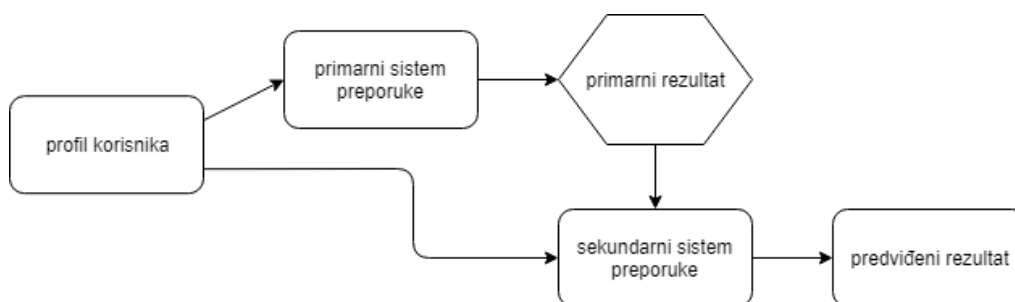 profil korisnika
primarni sistem
preporuke
primarni rezultat
sekundarni sistem
preporuke
predviđeni rezultat